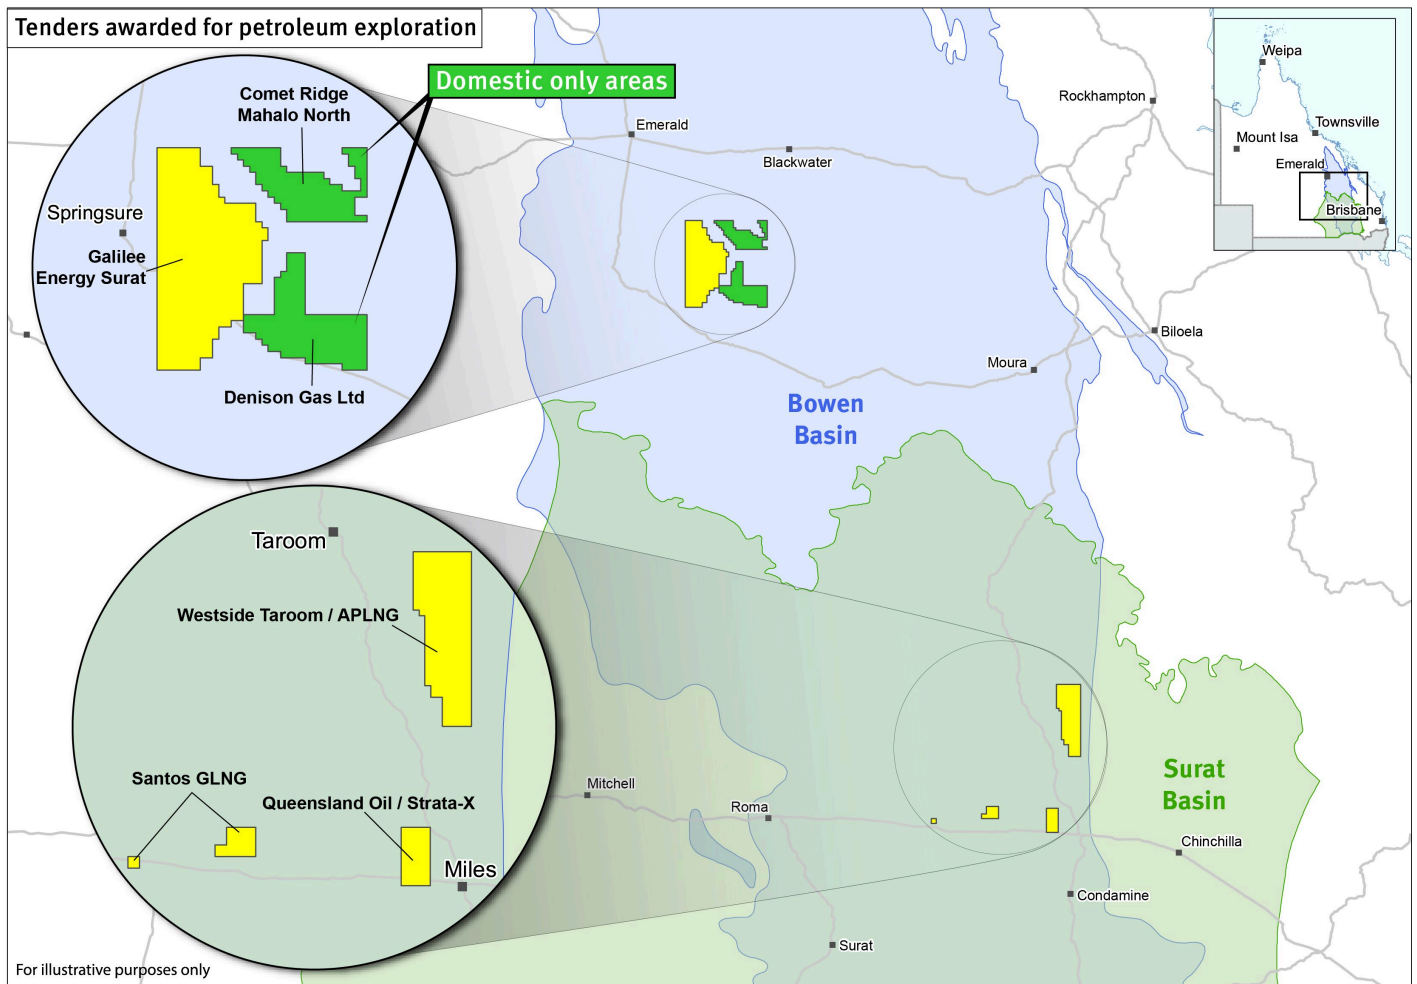 Tenders awarded for petroleum exploration
Domestic only areas
Comet Ridge
Mahalo North
Springsure
Galilee
Energy Surat
Denison Gas Ltd
Emerald
Blackwater
Rockhampton
Biloela
Moura
Bowen
Basin
Weipa
Townsville
Mount Isa
Emerald
Brisbane
Taroom
Westside Taroom / APLNG
Santos GLNG
Queensland Oil / Strata-X
Miles
Mitchell
Roma
Surat
Basin
Chinchilla
Condamine
Surat
For illustrative purposes only